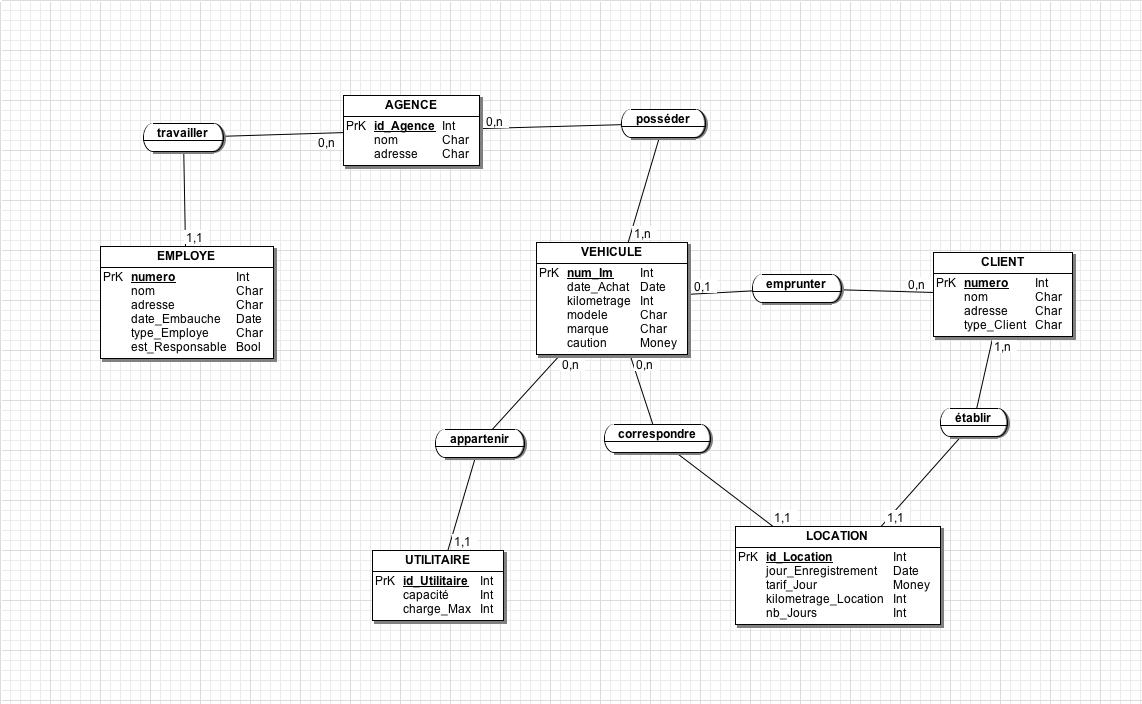 AGENCE
PrK id_Agence Int
nom Char
adresse Char
travailler
0,n
0,n
posséder
1,1
1,n
EMPLOYE
PrK numero Int
nom Char
adresse Char
date_Embauche Date
type_Employe Char
est_Responsable Bool
VEHICULE
PrK num_Im Int
date_Achat Date
kilometrage Int
modele Char
marque Char
caution Money
0,1
emprunter
0,n
CLIENT
PrK numero Int
nom Char
adresse Char
type_Client Char
0,n
0,n
1,n
appartenir
correspondre
établir
1,1
1,1
1,1
UTILITAIRE
PrK id_Utilitaire Int
capacité Int
charge_Max Int
LOCATION
PrK id_Location Int
jour_Enregistrement Date
tarif_Jour Money
kilometrage_Location Int
nb_Jours Int